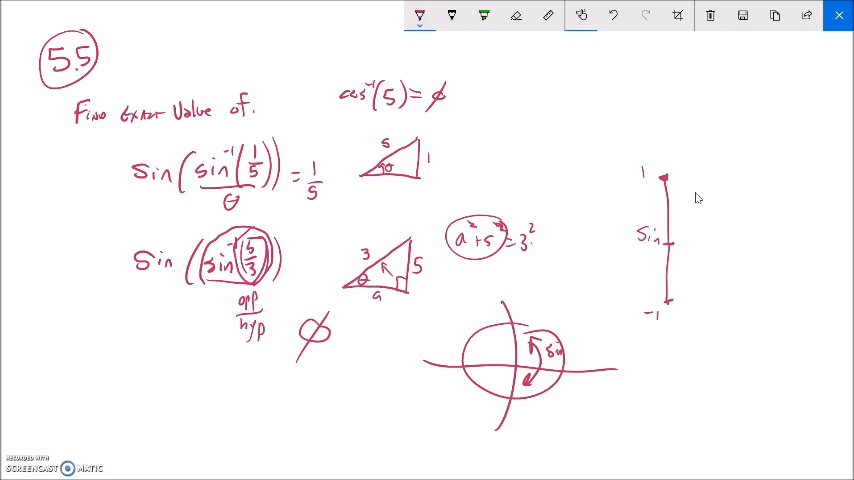 5.5
Find Exact Value of.
cos⁻¹(5) = ∅
sin(sin⁻¹(1/5)) = 1/5
θ
5
θ
1
sin(sin⁻¹(5/3))
opp/hyp
∅
3
θ
5
a
a² + 5² = 3²
sin
1
sin
-1
RECORDED WITH
SCREENCAST MATIC